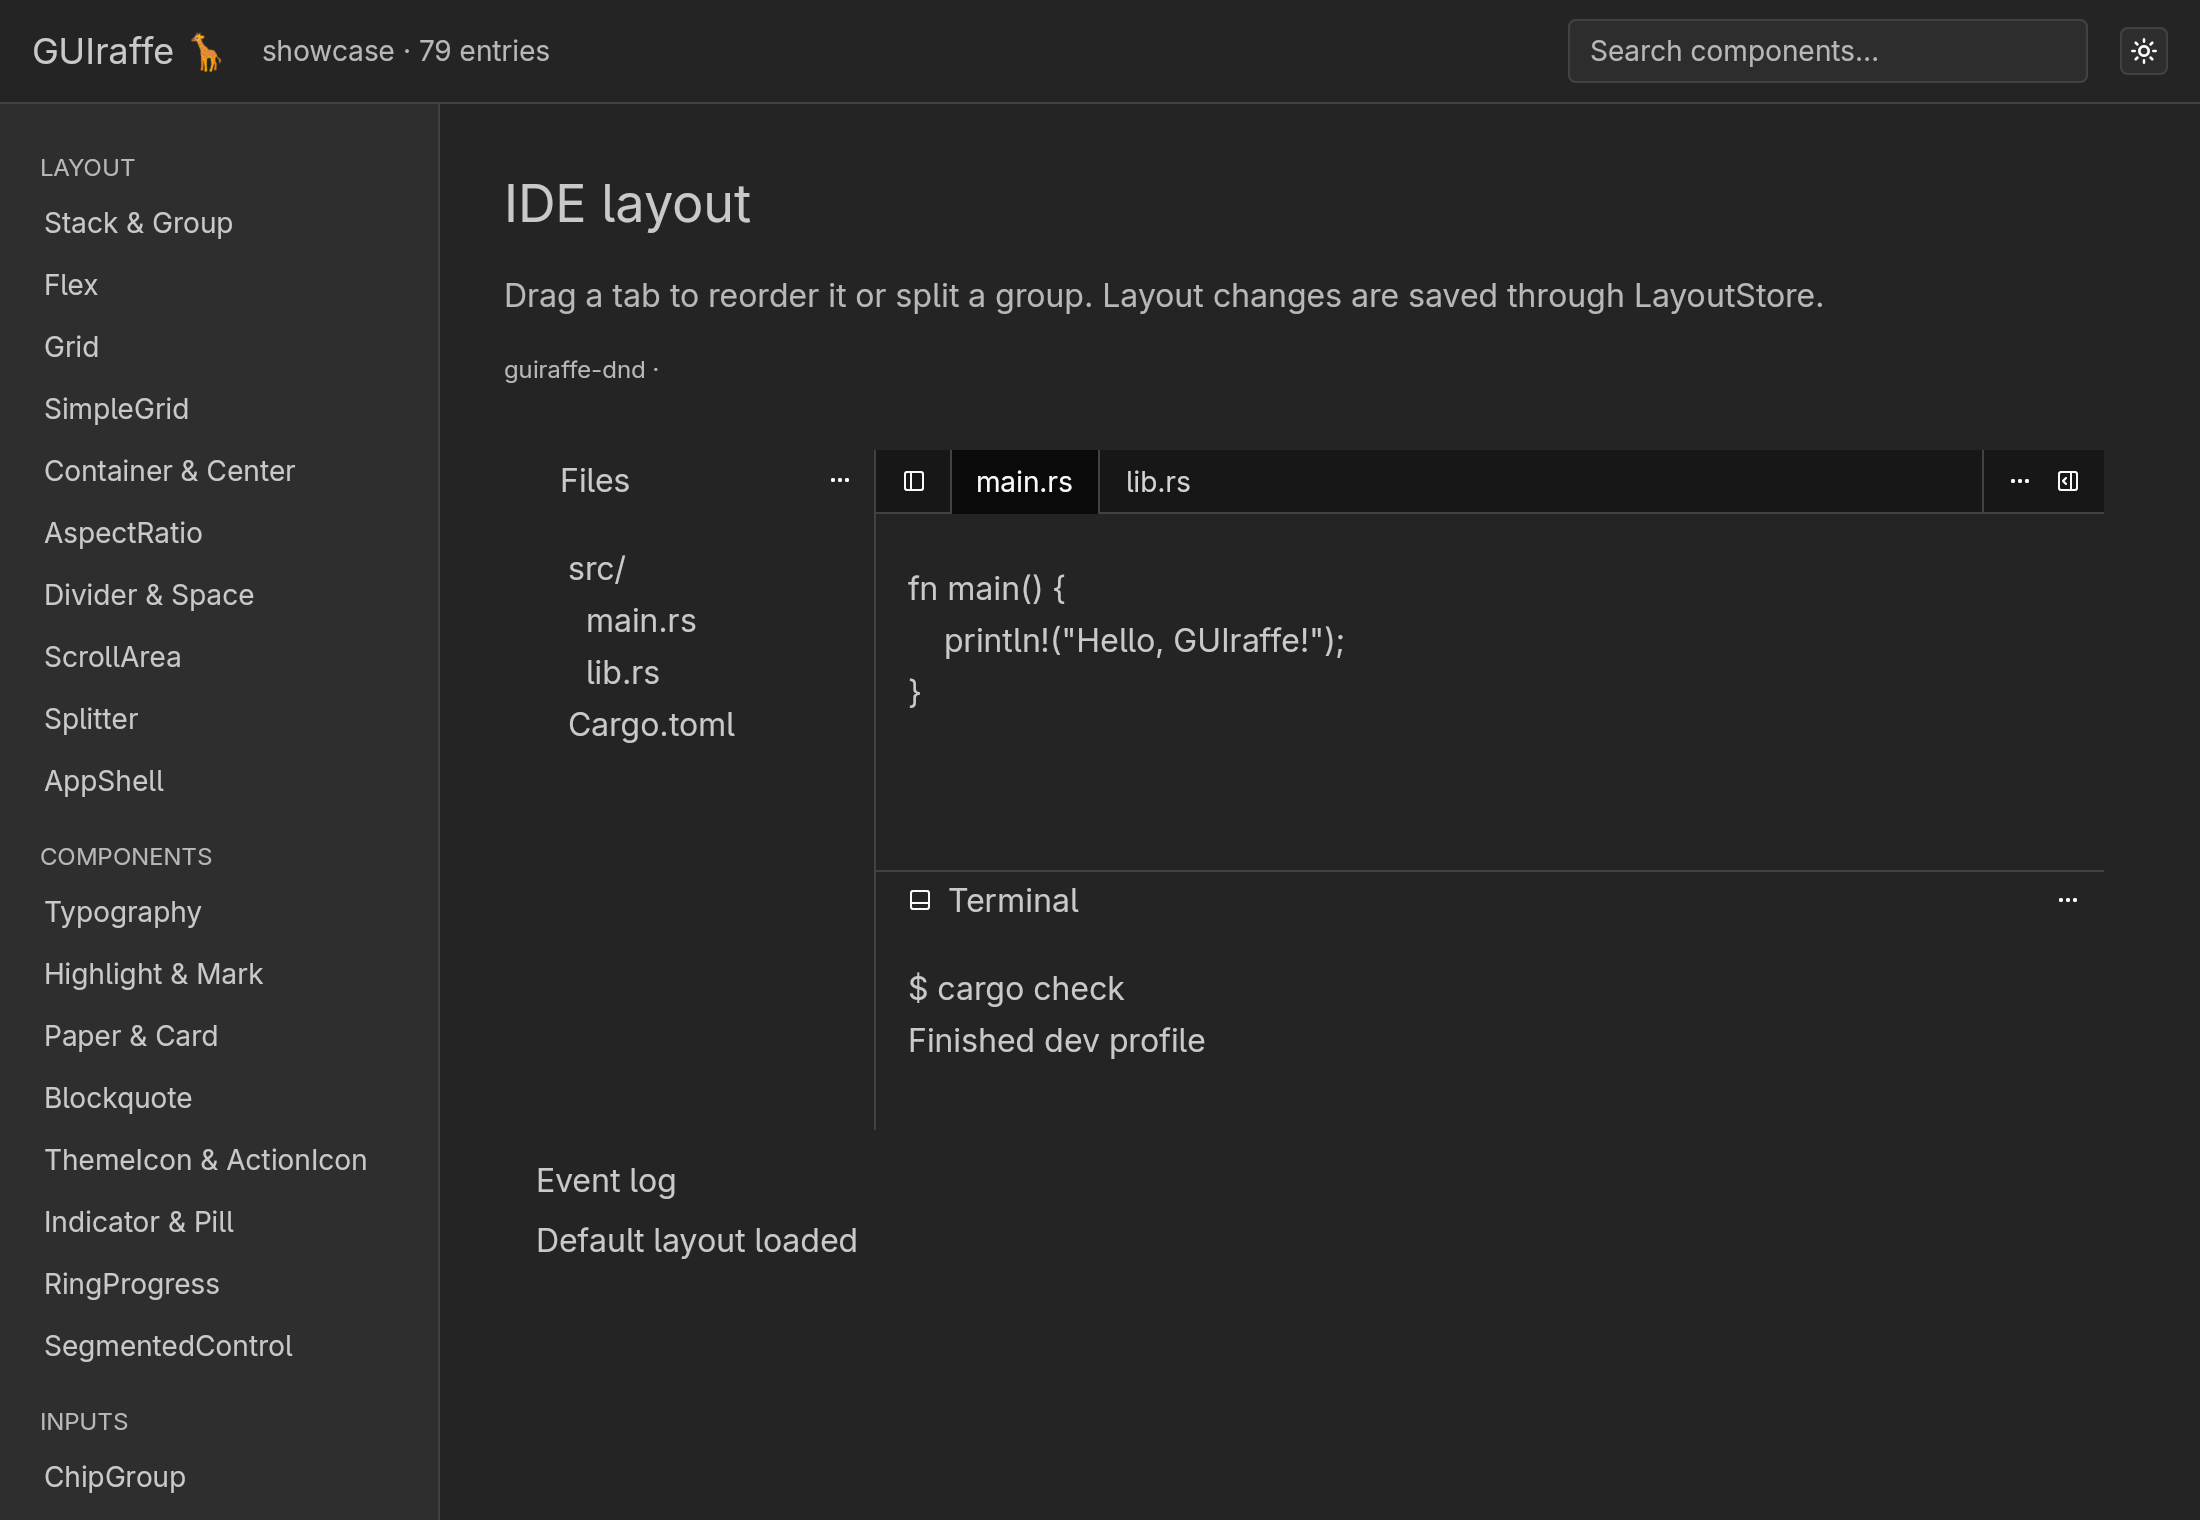 GUIraffe 🦒 showcase · 79 entries
Search components...
LAYOUT
Stack & Group
Flex
Grid
SimpleGrid
Container & Center
AspectRatio
Divider & Space
ScrollArea
Splitter
AppShell
COMPONENTS
Typography
Highlight & Mark
Paper & Card
Blockquote
ThemeIcon & ActionIcon
Indicator & Pill
RingProgress
SegmentedControl
INPUTS
ChipGroup
IDE layout
Drag a tab to reorder it or split a group. Layout changes are saved through LayoutStore.
guiraffe-dnd ·
Files
src/
main.rs
lib.rs
Cargo.toml
main.rs
lib.rs
fn main() {
println!("Hello, GUIraffe!");
}
Terminal
$ cargo check
Finished dev profile
Event log
Default layout loaded